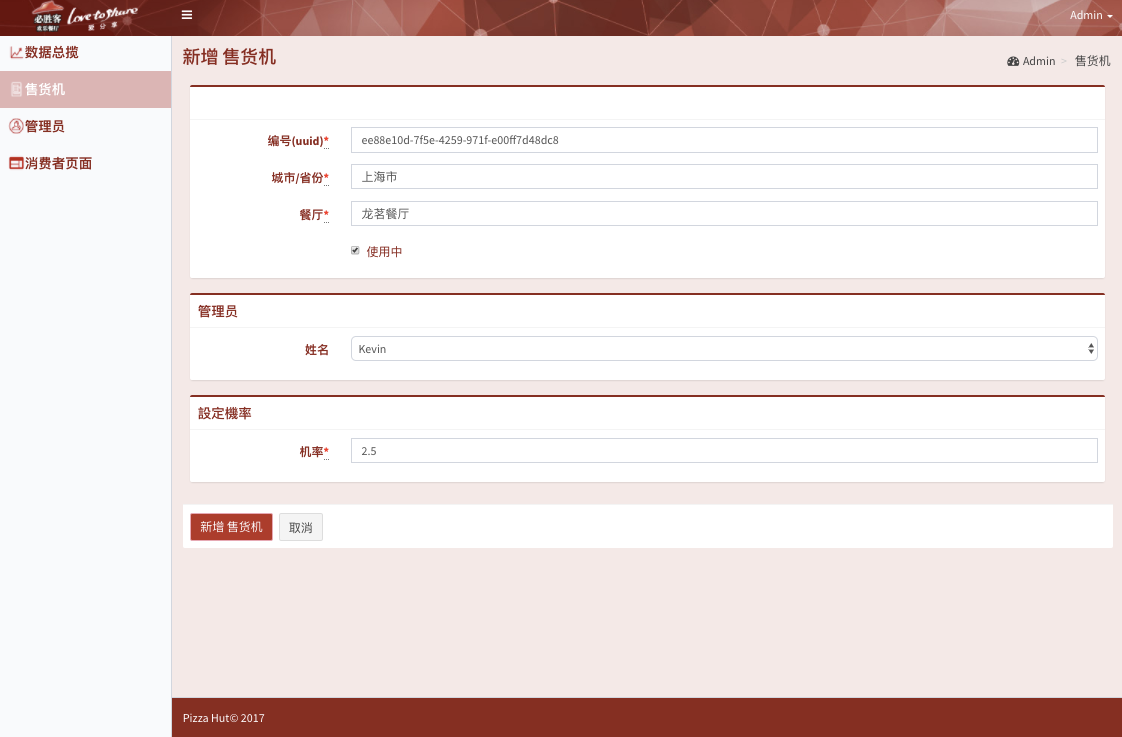 必胜客
欢乐餐厅
Love to share
爱分享
Admin
数据总揽
售货机
管理员
消费者页面
新增 售货机
Admin > 售货机
编号(uuid)*
ee88e10d-7f5e-4259-971f-e00ff7d48dc8
城市/省份*
上海市
餐厅*
龙茗餐厅
使用中
管理员
姓名
Kevin
設定機率
机率*
2.5
新增 售货机
取消
Pizza Hut© 2017